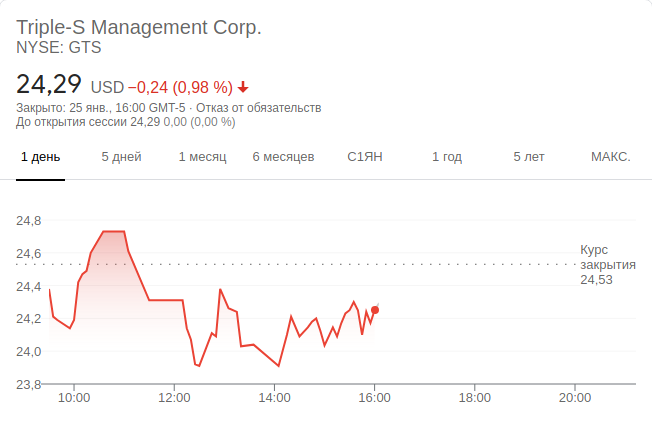 Triple-S Management Corp.
NYSE: GTS
24,29 USD −0,24 (0,98 %)
Закрыто: 25 янв., 16:00 GMT-5 · Отказ от обязательств
До открытия сессии 24,29 0,00 (0,00 %)
1 день 5 дней 1 месяц 6 месяцев С1ЯН 1 год 5 лет МАКС.
24,8
24,6
24,4
24,2
24,0
23,8
Курс
закрытия
24,53
10:00 12:00 14:00 16:00 18:00 20:00